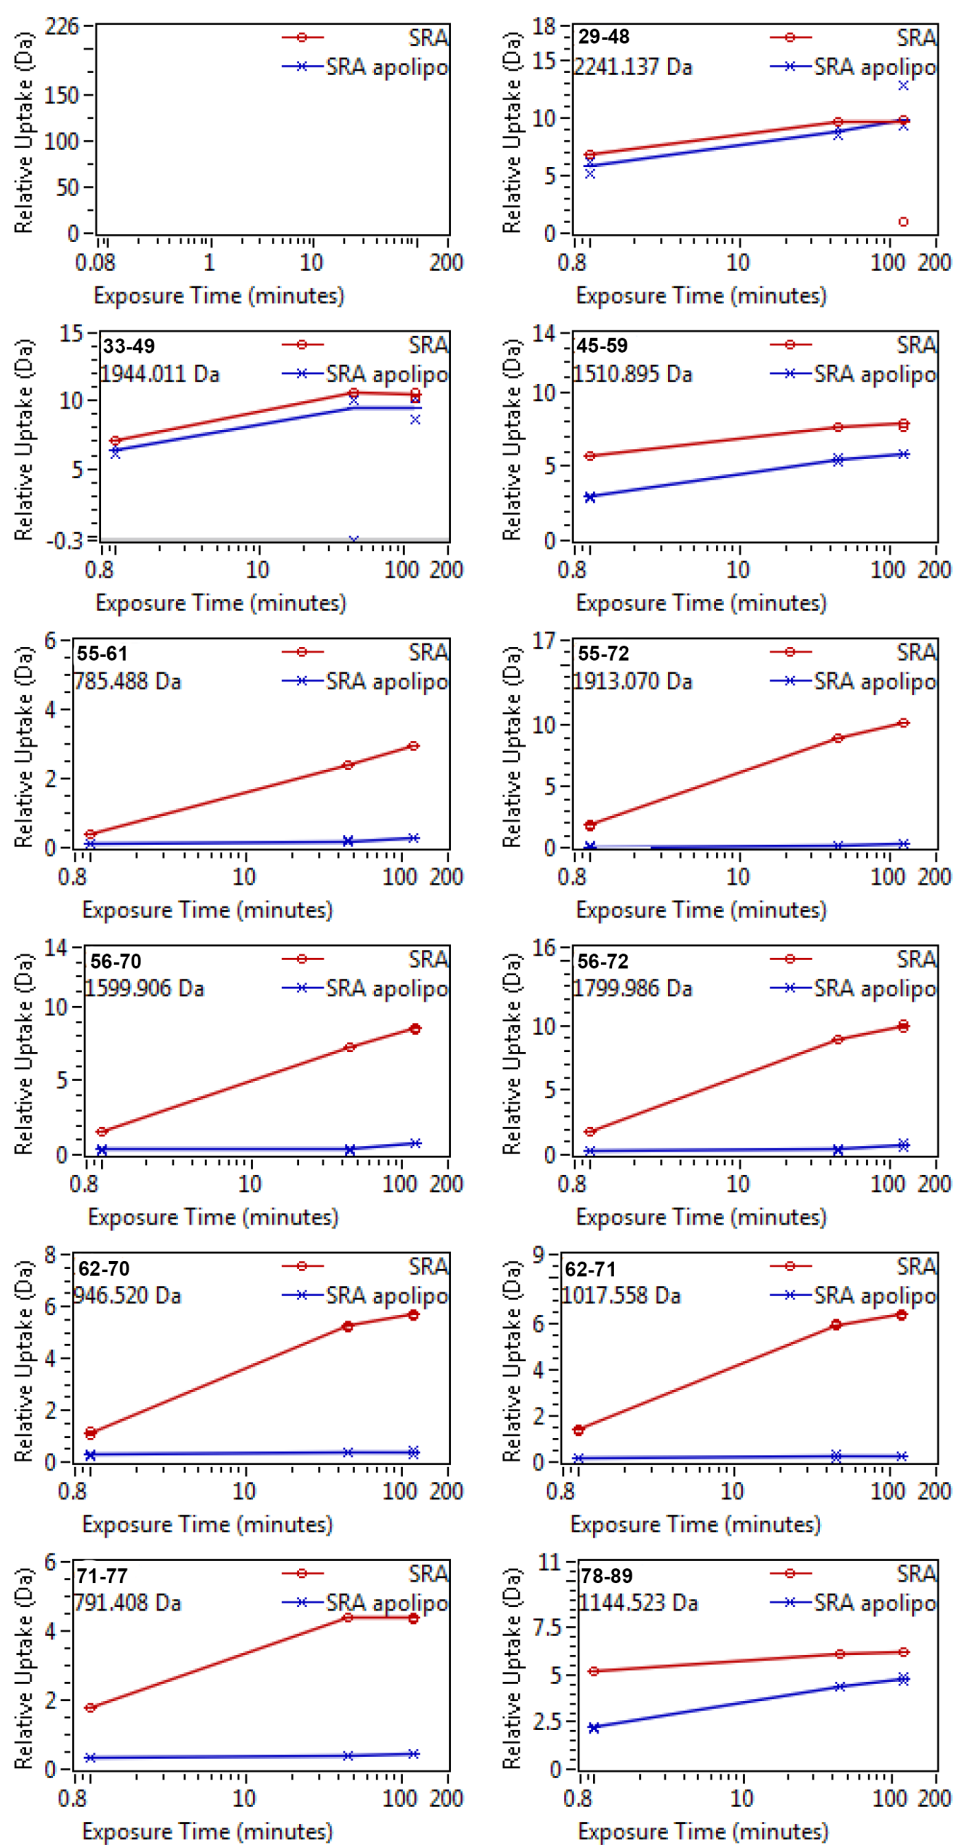 226
150
100
50
0
Relative Uptake (Da)
SRA
SRA apolipo
0.08 1 10 200
Exposure Time (minutes)
18
15
10
5
0
Relative Uptake (Da)
29-48 SRA
2241.137 Da SRA apolipo
0.8 10 100 200
Exposure Time (minutes)
15
10
5
-0.3
Relative Uptake (Da)
33-49 SRA
1944.011 Da SRA apolipo
0.8 10 100 200
Exposure Time (minutes)
14
10
5
0
Relative Uptake (Da)
45-59 SRA
1510.895 Da SRA apolipo
0.8 10 100 200
Exposure Time (minutes)
6
4
2
0
Relative Uptake (Da)
55-61 SRA
785.488 Da SRA apolipo
0.8 10 100 200
Exposure Time (minutes)
17
10
5
0
Relative Uptake (Da)
55-72 SRA
1913.070 Da SRA apolipo
0.8 10 100 200
Exposure Time (minutes)
14
10
5
0
Relative Uptake (Da)
56-70 SRA
1599.906 Da SRA apolipo
0.8 10 100 200
Exposure Time (minutes)
16
10
5
0
Relative Uptake (Da)
56-72 SRA
1799.986 Da SRA apolipo
0.8 10 100 200
Exposure Time (minutes)
8
6
4
2
0
Relative Uptake (Da)
62-70 SRA
946.520 Da SRA apolipo
0.8 10 100 200
Exposure Time (minutes)
9
6
4
2
0
Relative Uptake (Da)
62-71 SRA
1017.558 Da SRA apolipo
0.8 10 100 200
Exposure Time (minutes)
6
4
2
0
Relative Uptake (Da)
71-77 SRA
791.408 Da SRA apolipo
0.8 10 100 200
Exposure Time (minutes)
11
7.5
5
2.5
0
Relative Uptake (Da)
78-89 SRA
1144.523 Da SRA apolipo
0.8 10 100 200
Exposure Time (minutes)